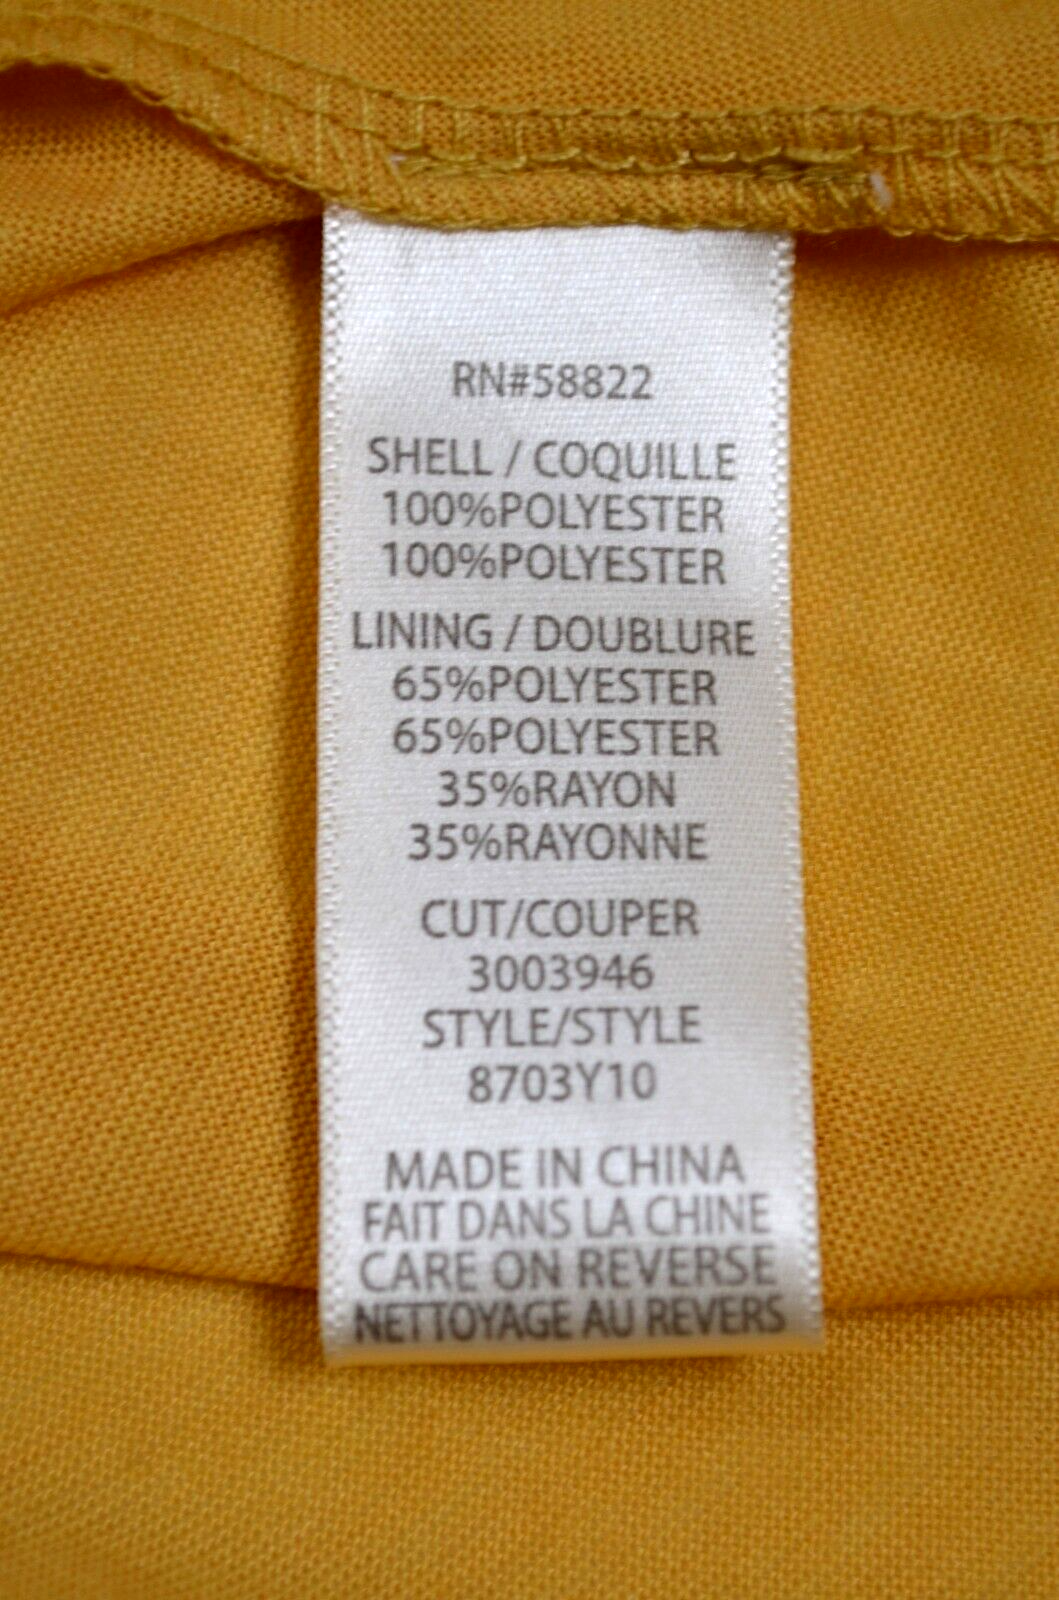 RN#58822
SHELL / COQUILLE
100%POLYESTER
100%POLYESTER
LINING / DOUBLURE
65%POLYESTER
65%POLYESTER
35%RAYON
35%RAYONNE
CUT/COUPER
3003946
STYLE/STYLE
8703Y10
MADE IN CHINA
FAIT DANS LA CHINE
CARE ON REVERSE
NETTOYAGE AU REVERS